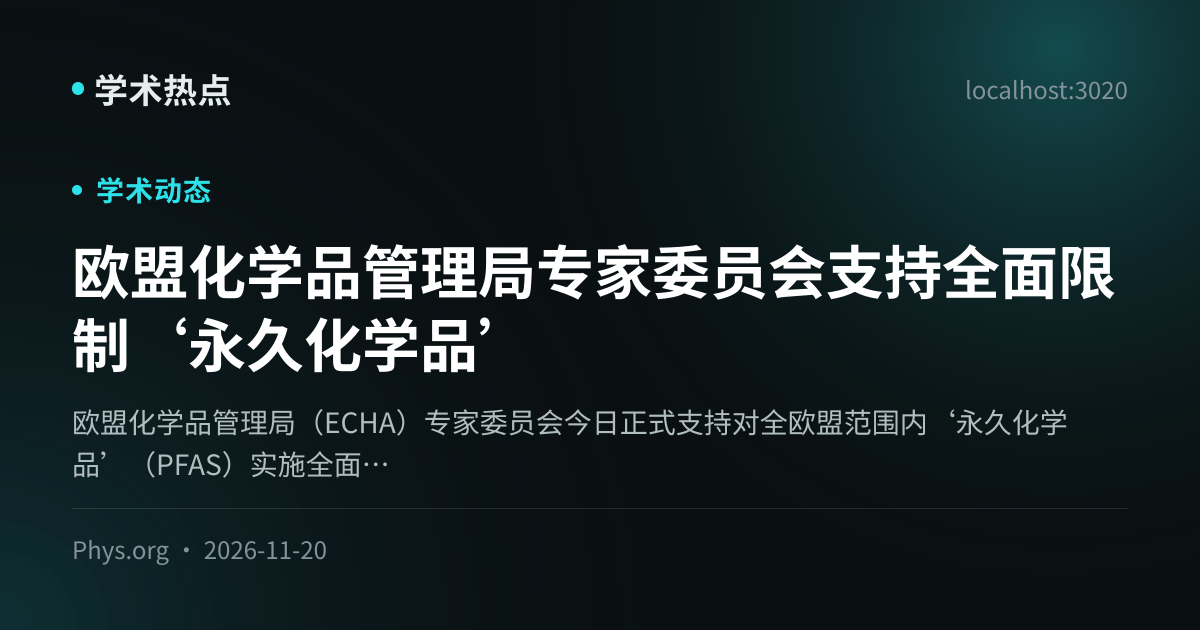 学术热点
localhost:3020
学术动态
欧盟化学品管理局专家委员会支持全面限
制‘永久化学品’
欧盟化学品管理局（ECHA）专家委员会今日正式支持对全欧盟范围内‘永久化学
品’（PFAS）实施全面…
Phys.org · 2026-11-20